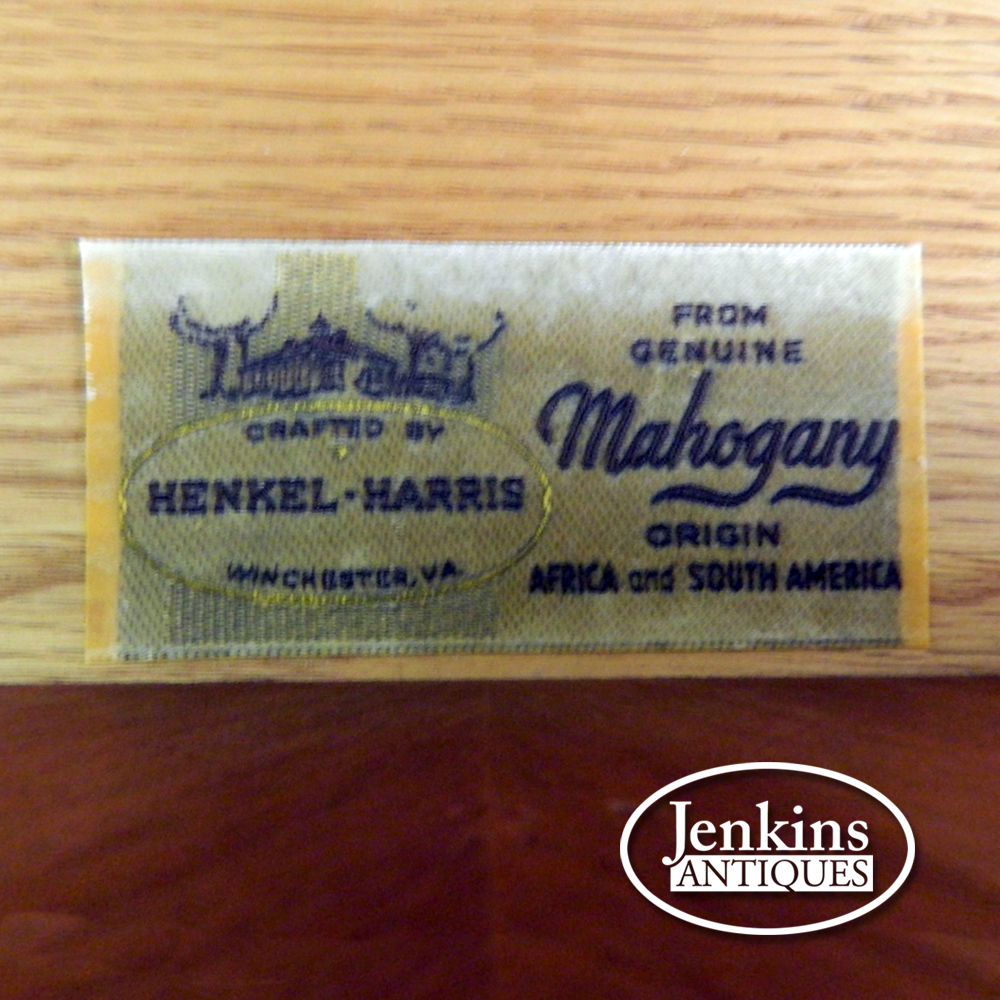 CRAFTED BY
HENKEL-HARRIS
WINCHESTER, VA.
FROM
GENUINE
Mahogany
ORIGIN
AFRICA and SOUTH AMERICA
Jenkins
ANTIQUES